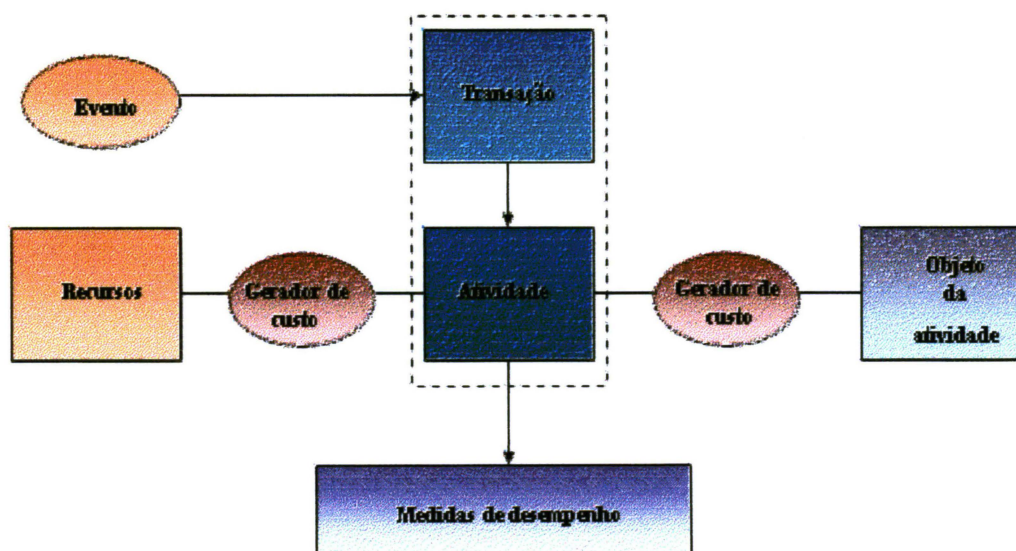 Transação
Evento
Recursos
Gerador de
custo
Atividade
Gerador de
custo
Objeto
da
atividade
Medidas de desempenho